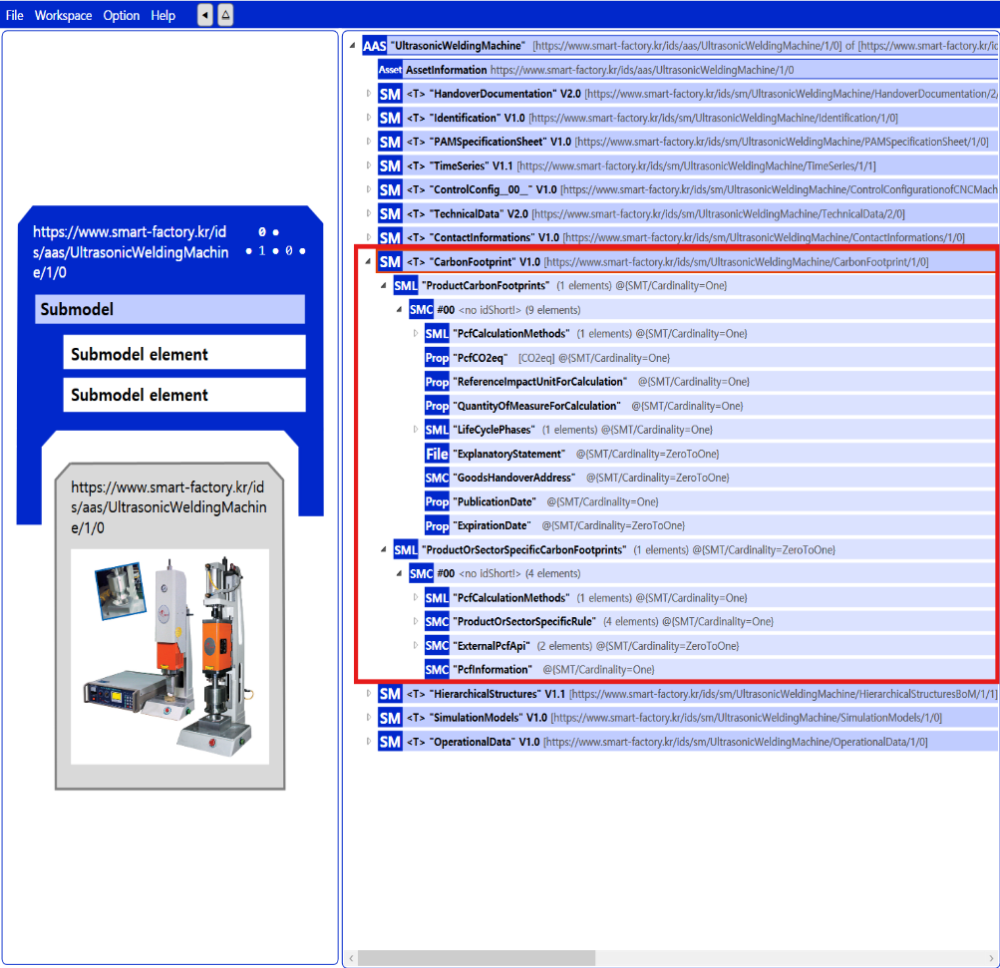 File Workspace Option Help
https://www.smart-factory.kr/id
s/aas/UltrasonicWeldingMachin
e/1/0
0
1 0
Submodel
Submodel element
Submodel element
https://www.smart-factory.kr/id
s/aas/UltrasonicWeldingMachin
e/1/0
AAS "UltrasonicWeldingMachine" [https://www.smart-factory.kr/ids/aas/UltrasonicWeldingMachine/1/0] of [https://www.smart-factory.kr/ic
Asset AssetInformation https://www.smart-factory.kr/ids/aas/UltrasonicWeldingMachine/1/0
SM <T> "HandoverDocumentation" V2.0 [https://www.smart-factory.kr/ids/sm/UltrasonicWeldingMachine/HandoverDocumentation/2/
SM <T> "Identification" V1.0 [https://www.smart-factory.kr/ids/sm/UltrasonicWeldingMachine/Identification/1/0]
SM <T> "PAMSpecificationSheet" V1.0 [https://www.smart-factory.kr/ids/sm/UltrasonicWeldingMachine/PAMSpecificationSheet/1/0]
SM <T> "TimeSeries" V1.1 [https://www.smart-factory.kr/ids/sm/UltrasonicWeldingMachine/TimeSeries/1/1]
SM <T> "ControlConfig__00__" V1.0 [https://www.smart-factory.kr/ids/sm/UltrasonicWeldingMachine/ControlConfigurationofCNCMach
SM <T> "TechnicalData" V2.0 [https://www.smart-factory.kr/ids/sm/UltrasonicWeldingMachine/TechnicalData/2/0]
SM <T> "ContactInformations" V1.0 [https://www.smart-factory.kr/ids/sm/UltrasonicWeldingMachine/ContactInformations/1/0]
SM <T> "CarbonFootprint" V1.0 [https://www.smart-factory.kr/ids/sm/UltrasonicWeldingMachine/CarbonFootprint/1/0]
SML "ProductCarbonFootprints" (1 elements) @{SMT/Cardinality=One}
SMC #00 <no idShort!> (9 elements)
SML "PcfCalculationMethods" (1 elements) @{SMT/Cardinality=One}
Prop "PcfCO2eq" [CO2eq] @{SMT/Cardinality=One}
Prop "ReferenceImpactUnitForCalculation" @{SMT/Cardinality=One}
Prop "QuantityOfMeasureForCalculation" @{SMT/Cardinality=One}
SML "LifeCyclePhases" (1 elements) @{SMT/Cardinality=One}
File "ExplanatoryStatement" @{SMT/Cardinality=ZeroToOne}
SMC "GoodsHandoverAddress" @{SMT/Cardinality=ZeroToOne}
Prop "PublicationDate" @{SMT/Cardinality=One}
Prop "ExpirationDate" @{SMT/Cardinality=ZeroToOne}
SML "ProductOrSectorSpecificCarbonFootprints" (1 elements) @{SMT/Cardinality=ZeroToOne}
SMC #00 <no idShort!> (4 elements)
SML "PcfCalculationMethods" (1 elements) @{SMT/Cardinality=One}
SMC "ProductOrSectorSpecificRule" (4 elements) @{SMT/Cardinality=One}
SMC "ExternalPcfApi" (2 elements) @{SMT/Cardinality=ZeroToOne}
SMC "PcfInformation" @{SMT/Cardinality=One}
SM <T> "HierarchicalStructures" V1.1 [https://www.smart-factory.kr/ids/sm/UltrasonicWeldingMachine/HierarchicalStructuresBoM/1/1]
SM <T> "SimulationModels" V1.0 [https://www.smart-factory.kr/ids/sm/UltrasonicWeldingMachine/SimulationModels/1/0]
SM <T> "OperationalData" V1.0 [https://www.smart-factory.kr/ids/sm/UltrasonicWeldingMachine/OperationalData/1/0]